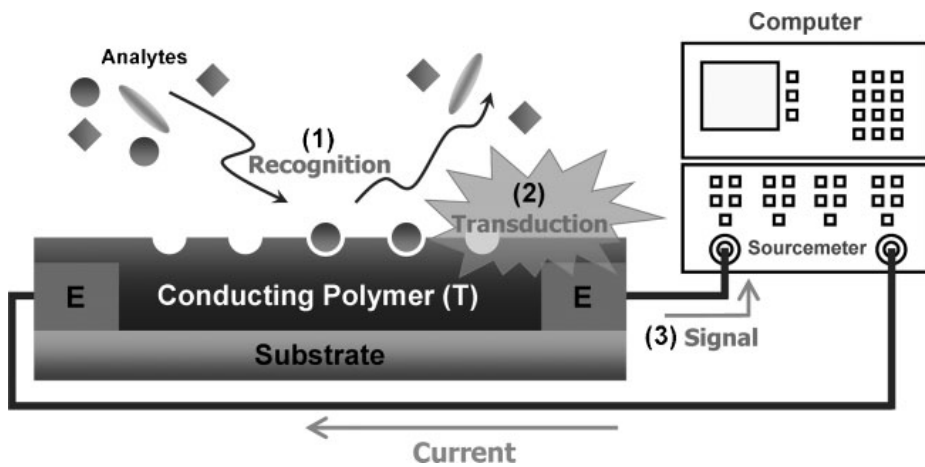 Computer
Analytes
(1)
Recognition
(2)
Transduction
Sourcemeter
E
Conducting Polymer (T)
E
(3) Signal
Substrate
Current